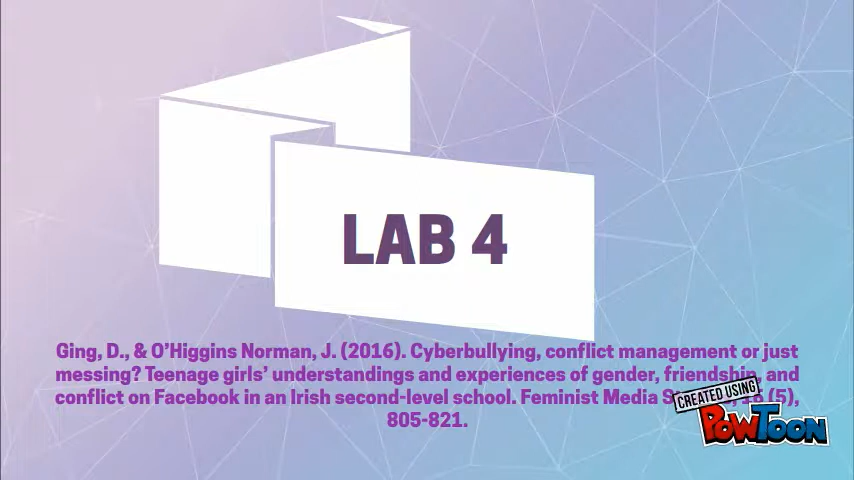 LAB 4
Ging, D., & O’Higgins Norman, J. (2016). Cyberbullying, conflict management or just
messing? Teenage girls’ understandings and experiences of gender, friendship, and
conflict on Facebook in an Irish second-level school. Feminist Media (5),
805-821.
CREATED USING
POWTOON